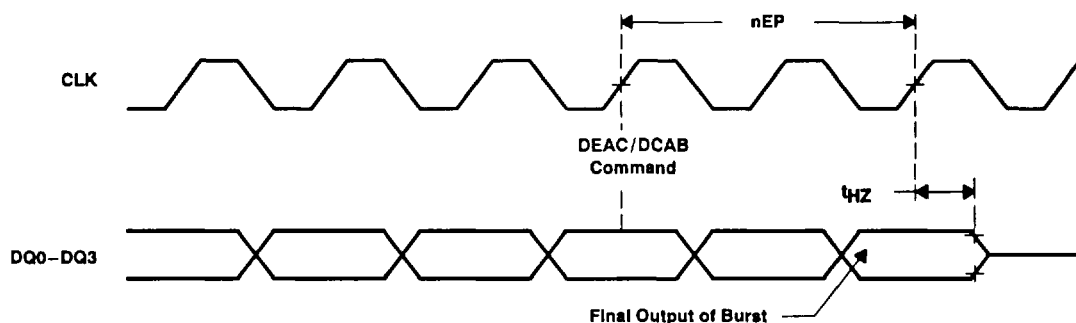 nEP
CLK
DEAC/DCAB
Command
tHZ
DQ0–DQ3
Final Output of Burst